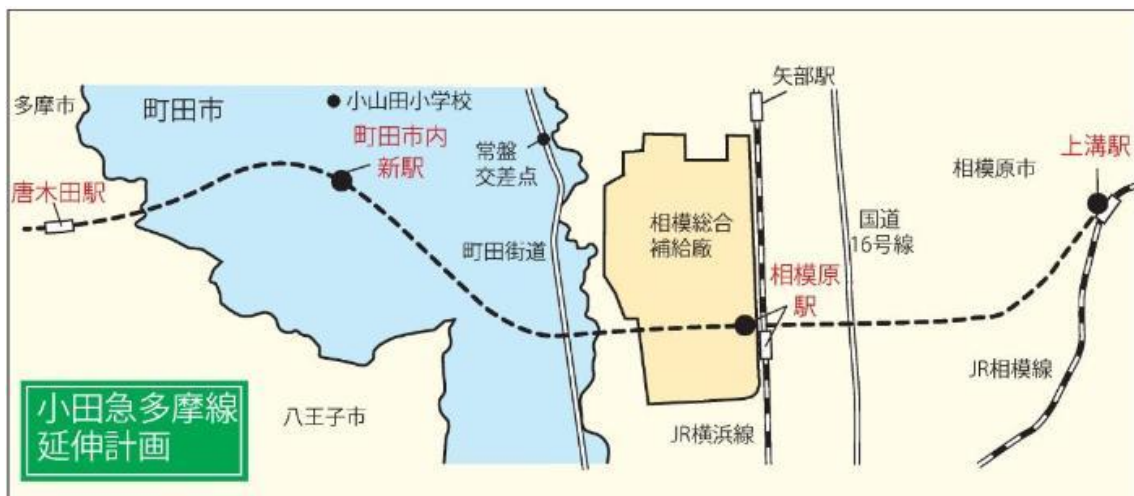 矢部駅
多摩市
町田市
小山田小学校
町田市内
新駅
常盤
交差点
上溝駅
相模原市
唐木田駅
相模総合
補給廠
国道
16号線
町田街道
相模原
駅
JR相模線
小田急多摩線
延伸計画
八王子市
JR横浜線